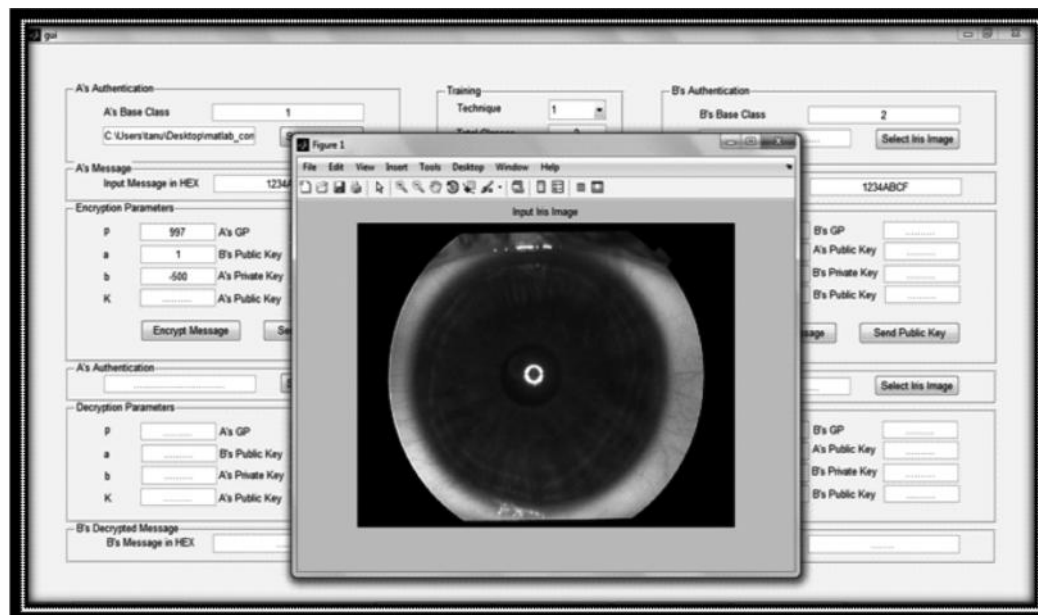 gui
A's Authentication
A's Base Class 1
C:\Users\tanu\Desktop\matlab_con
Training
Technique 1
B's Authentication
B's Base Class 2
Select Iris Image
Figure 1
File Edit View Insert Tools Desktop Window Help
Input Iris Image
A's Message
Input Message in HEX 1234A
1234ABCF
Encryption Parameters
p 997 A's GP
a 1 B's Public Key
b -500 A's Private Key
K ......... A's Public Key
Encrypt Message
B's GP .........
A's Public Key .........
B's Private Key .........
B's Public Key .........
Send Public Key
A's Authentication
Select Iris Image
Decryption Parameters
p ......... A's GP
a ......... B's Public Key
b ......... A's Private Key
K ......... A's Public Key
B's GP .........
A's Public Key .........
B's Private Key .........
B's Public Key .........
B's Decrypted Message
B's Message in HEX